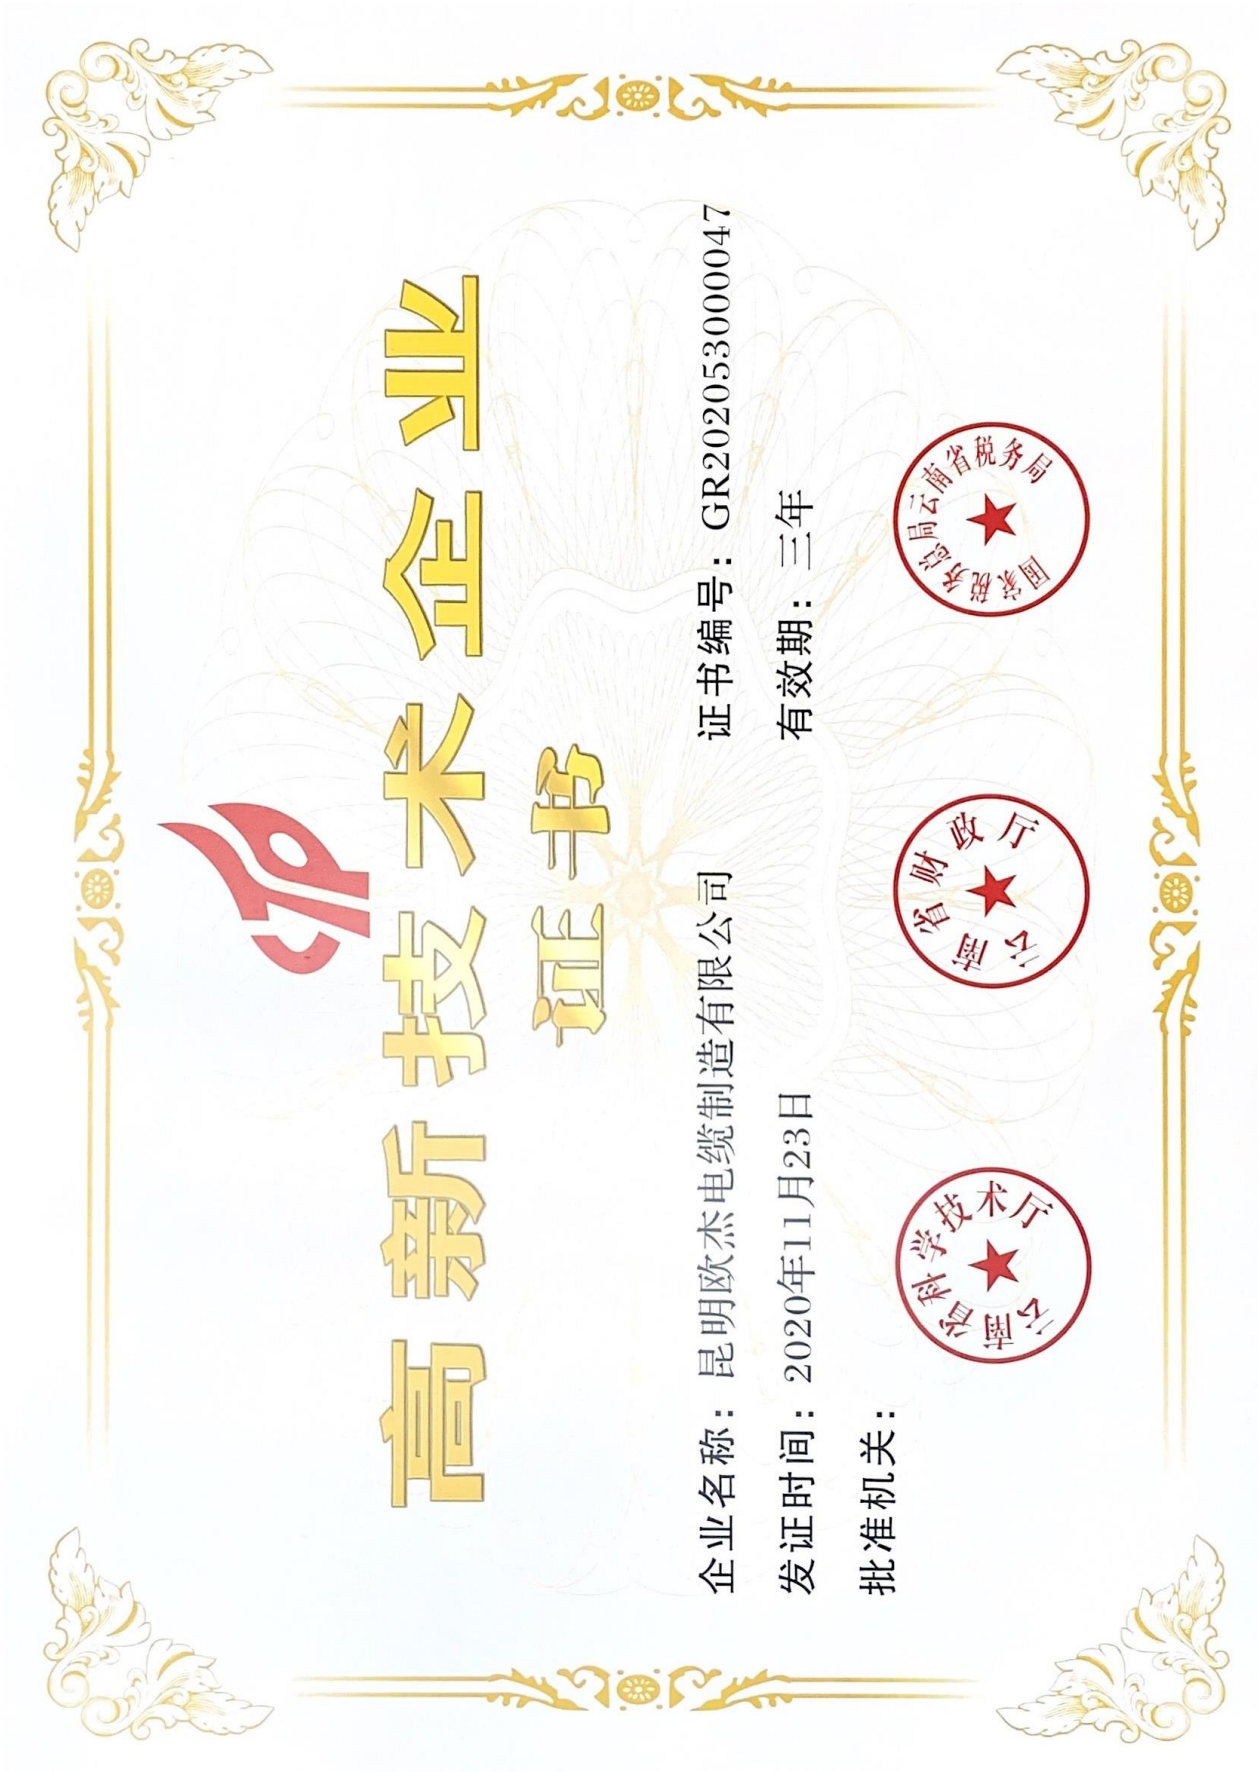 高新技术企业
证书
企业名称：昆明欧杰电缆制造有限公司 证书编号：GR202053000047
发证时间：2020年11月23日 有效期：三年
批准机关：
云南省科学技术厅
云南省财政厅
国家税务总局云南省税务局